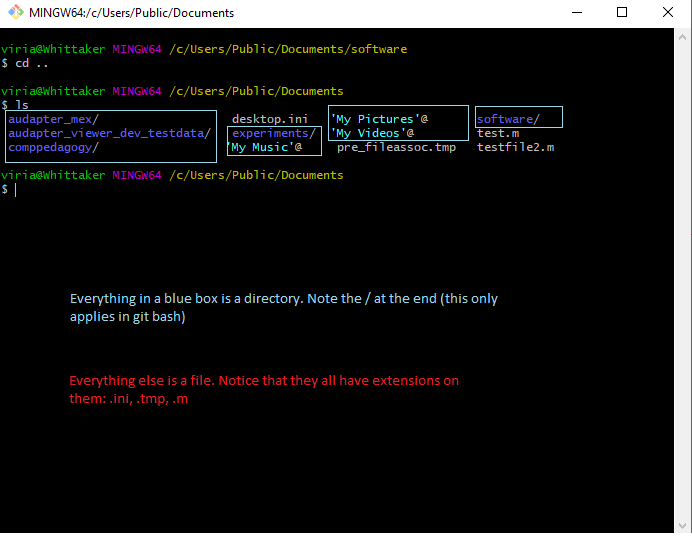 MINGW64:/c/Users/Public/Documents
viria@Whittaker MINGW64 /c/Users/Public/Documents/software
$ cd ..
viria@Whittaker MINGW64 /c/Users/Public/Documents
$ ls
audapter_mex/ desktop.ini 'My Pictures'@ software/
audapter_viewer_dev_testdata/ experiments/ 'My Videos'@ test.m
comppedagogy/ 'My Music'@ pre_fileassoc.tmp testfile2.m
viria@Whittaker MINGW64 /c/Users/Public/Documents
$
Everything in a blue box is a directory. Note the / at the end (this only
applies in git bash)
Everything else is a file. Notice that they all have extensions on
them: .ini, .tmp, .m